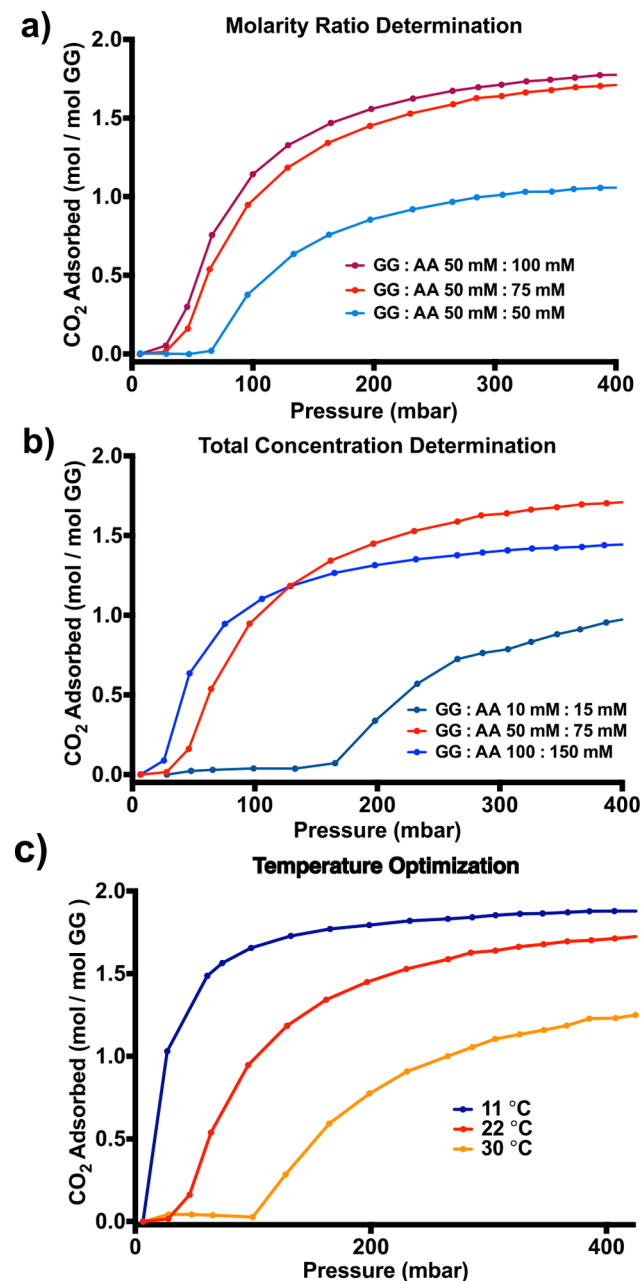 a)
Molarity Ratio Determination
CO2 Adsorbed (mol / mol GG)
2.0
1.5
1.0
0.5
0.0
GG : AA 50 mM : 100 mM
GG : AA 50 mM : 75 mM
GG : AA 50 mM : 50 mM
0 100 200 300 400
Pressure (mbar)
b)
Total Concentration Determination
CO2 Adsorbed (mol / mol GG)
2.0
1.5
1.0
0.5
0.0
GG : AA 10 mM : 15 mM
GG : AA 50 mM : 75 mM
GG : AA 100 : 150 mM
0 100 200 300 400
Pressure (mbar)
c)
Temperature Optimization
CO2 Adsorbed (mol / mol GG )
2.0
1.5
1.0
0.5
0.0
11 °C
22 °C
30 °C
0 200 400
Pressure (mbar)